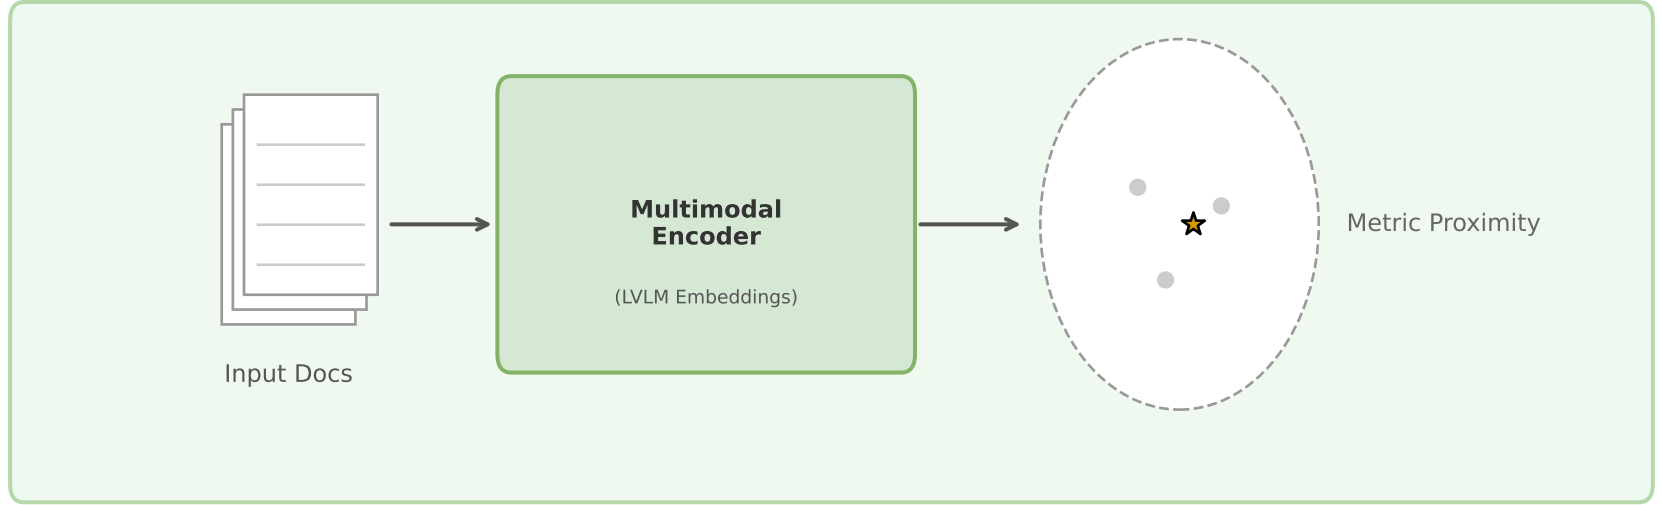 Input Docs
Multimodal
Encoder
(LVLM Embeddings)
Metric Proximity